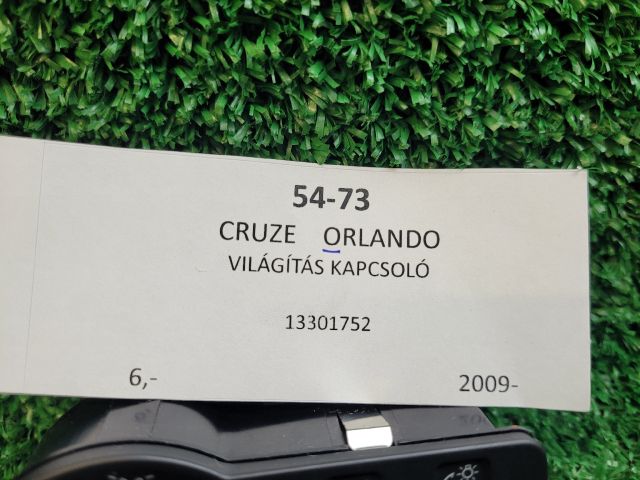 54-73
CRUZE ORLANDO
VILÁGÍTÁS KAPCSOLÓ
13301752
6,- 2009-